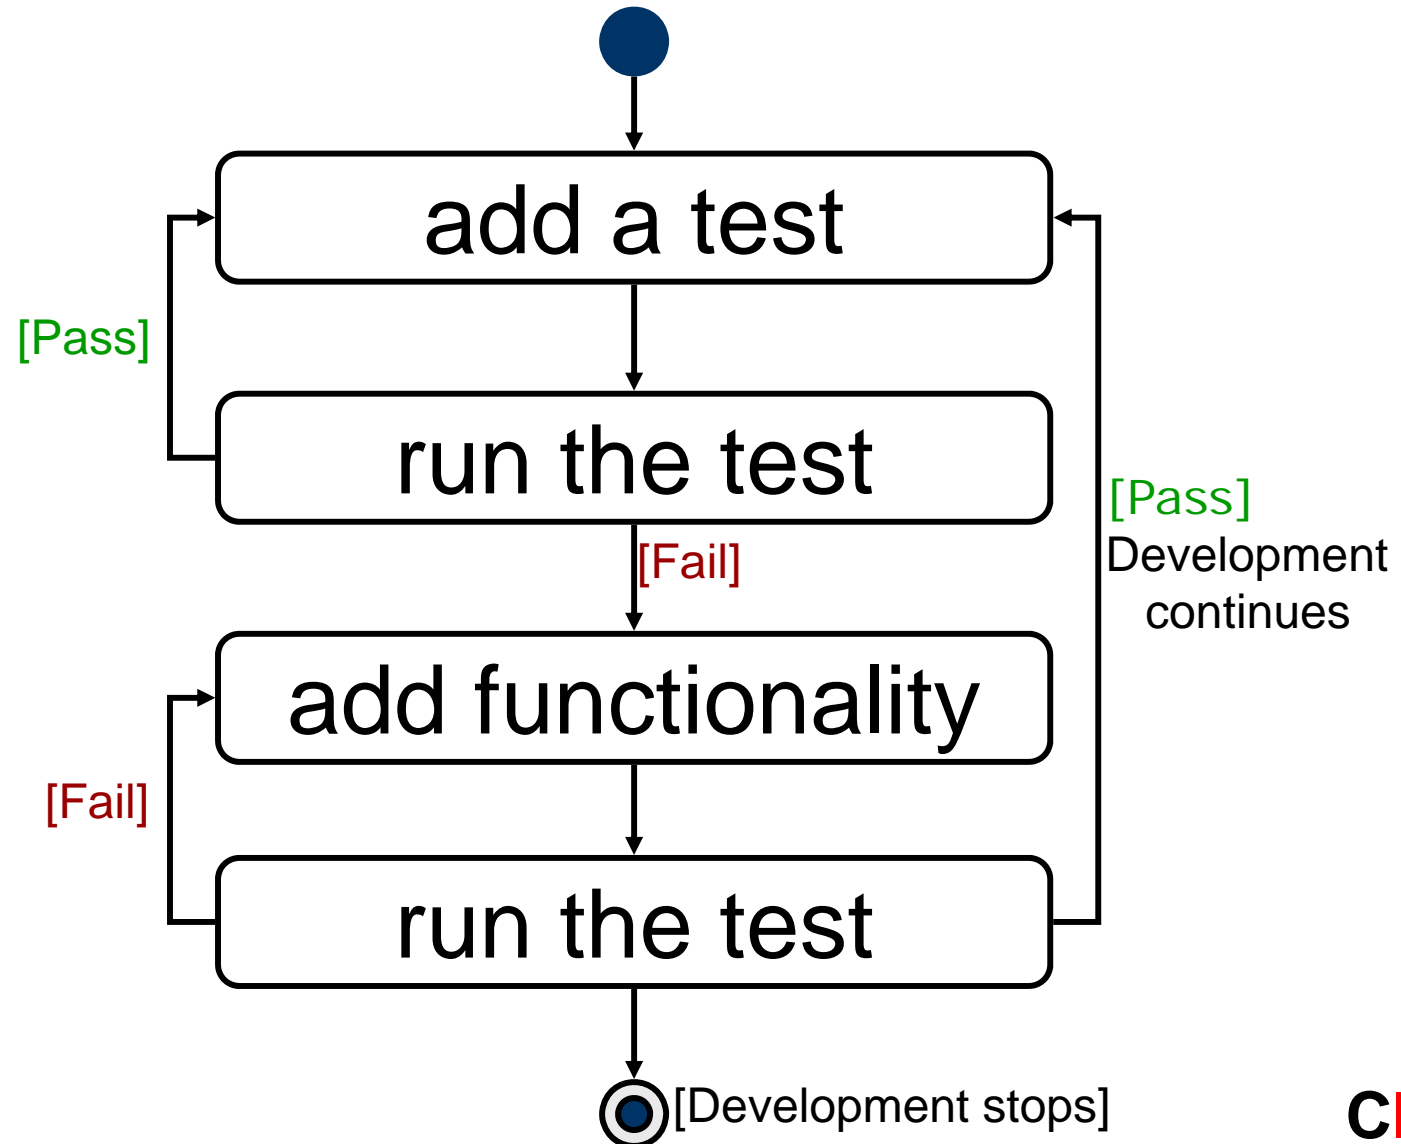 add a test
[Pass]
run the test
[Pass]
Development
continues
[Fail]
add functionality
[Fail]
run the test
[Development stops]